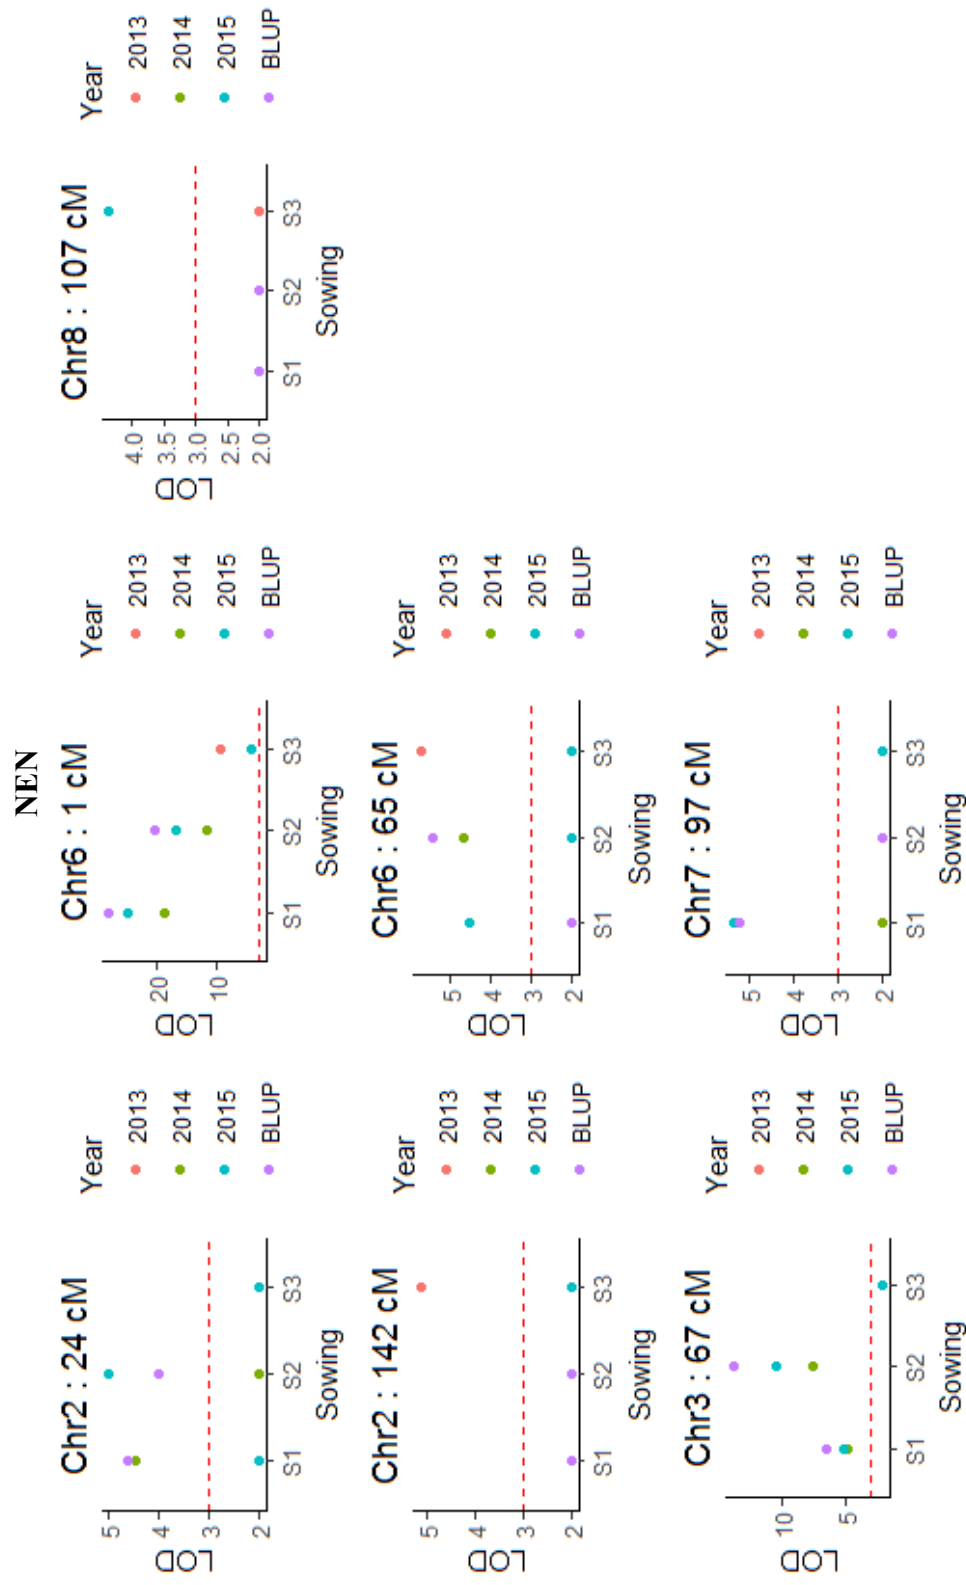 NEN
Chr2 : 24 cM
LOD
5
4
3
2
S1 S2 S3
Sowing
Year
2013
2014
2015
BLUP
Chr6 : 1 cM
LOD
20
10
S1 S2 S3
Sowing
Year
2013
2014
2015
BLUP
Chr8 : 107 cM
LOD
4.0
3.5
3.0
2.5
2.0
S1 S2 S3
Sowing
Year
2013
2014
2015
BLUP
Chr2 : 142 cM
LOD
5
4
3
2
S1 S2 S3
Sowing
Year
2013
2014
2015
BLUP
Chr6 : 65 cM
LOD
5
4
3
2
S1 S2 S3
Sowing
Year
2013
2014
2015
BLUP
Chr3 : 67 cM
LOD
10
5
S1 S2 S3
Sowing
Year
2013
2014
2015
BLUP
Chr7 : 97 cM
LOD
5
4
3
2
S1 S2 S3
Sowing
Year
2013
2014
2015
BLUP